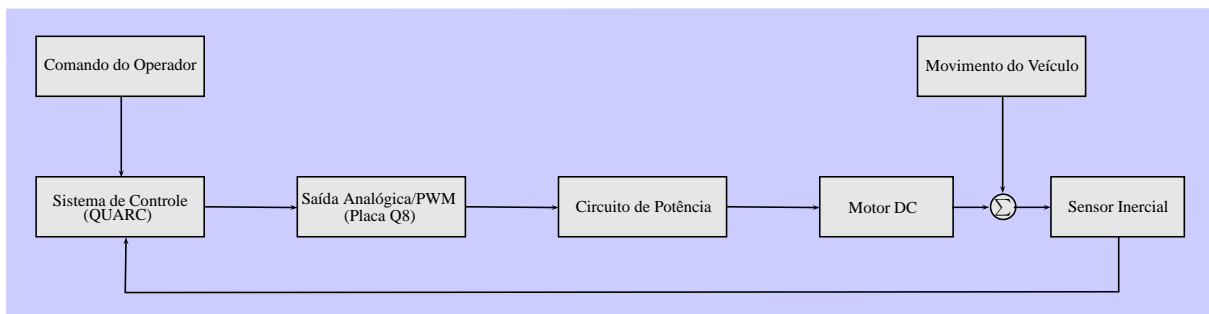 Comando do Operador
Movimento do Veículo
Sistema de Controle
(QUARC)
Saída Analógica/PWM
(Placa Q8)
Circuito de Potência
Motor DC
∑
Sensor Inercial